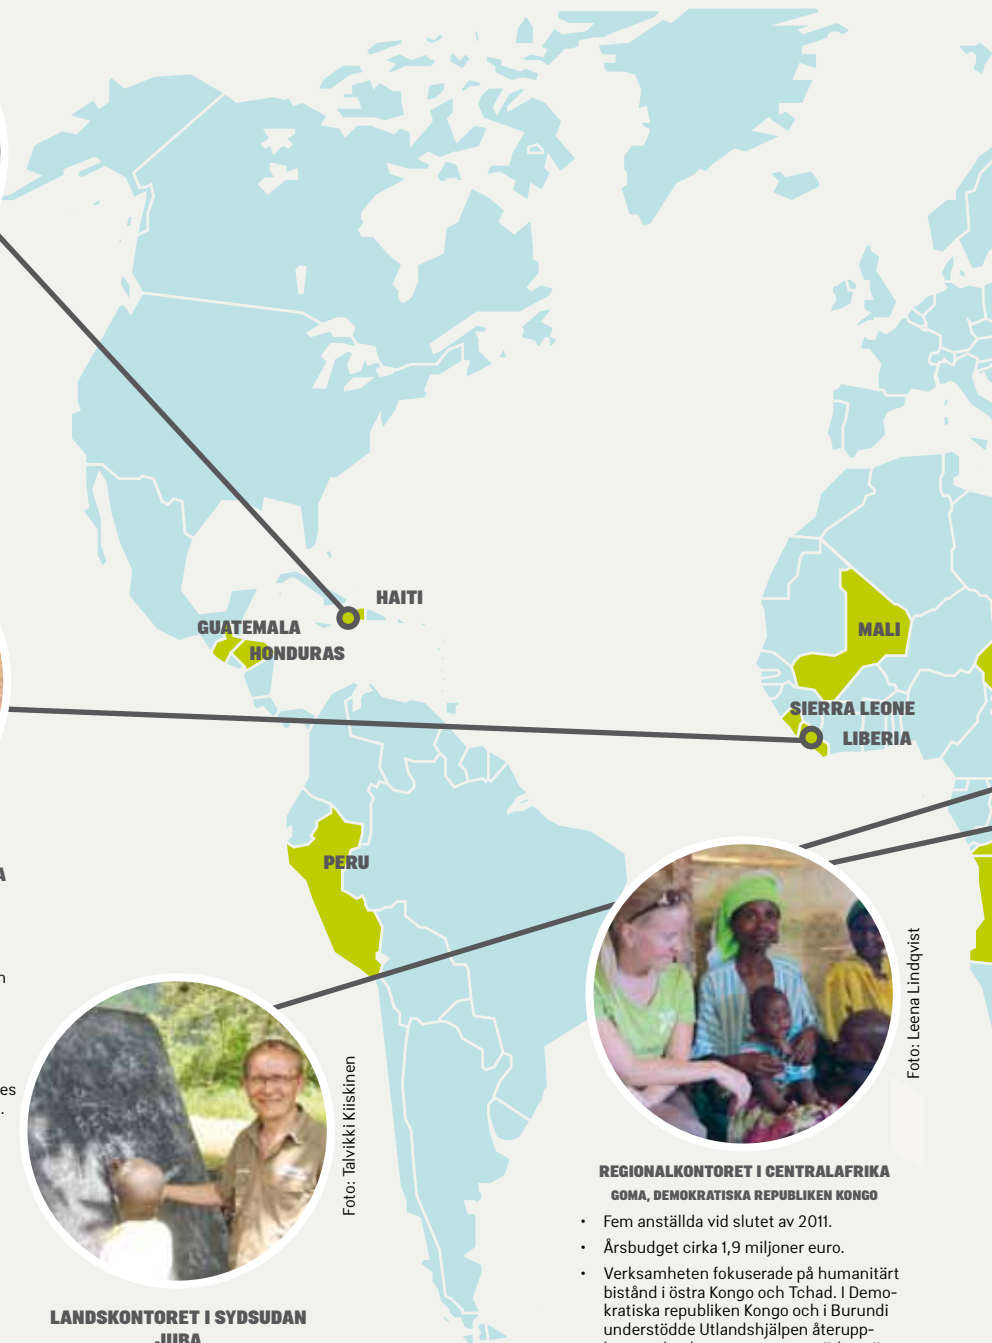 HAITI
GUATEMALA
HONDURAS
MALI
SIERRA LEONE
LIBERIA
PERU
A
n
es
.
Foto: Talvikki Kiiskinen
LANDSKONTORET I SYDSUDAN
JUBA
Foto: Leena Lindqvist
REGIONALKONTORET I CENTRALAFRIKA
GOMA, DEMOKRATISKA REPUBLIKEN KONGO
• Fem anställda vid slutet av 2011.
• Årsbudget cirka 1,9 miljoner euro.
• Verksamheten fokuserade på humanitärt
bistånd i östra Kongo och Tchad. I Demo-
kratiska republiken Kongo och i Burundi
understödde Utlandshjälpen återupp-